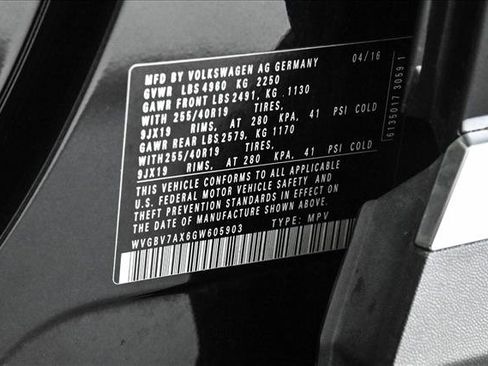 MFD BY VOLKSWAGEN AG GERMANY 04/16
GVWR LBS 4960 KG 2250
GAWR FRONT LBS 2491, KG 1130
WITH 255/40R19 TIRES,
9JX19 RIMS, AT 280 KPA, 41 PSI COLD
GAWR REAR LBS 2579, KG 1170
WITH 255/40R19 TIRES,
9JX19 RIMS, AT 280 KPA, 41 PSI COLD
THIS VEHICLE CONFORMS TO ALL APPLICABLE
U.S. FEDERAL MOTOR VEHICLE SAFETY AND
THEFT PREVENTION STANDARDS IN EFFECT ON
THE DATE OF MANUFACTURE SHOWN ABOVE.
WVGBV7AX6GW605903 TYPE: MPV
6135017 3059 1